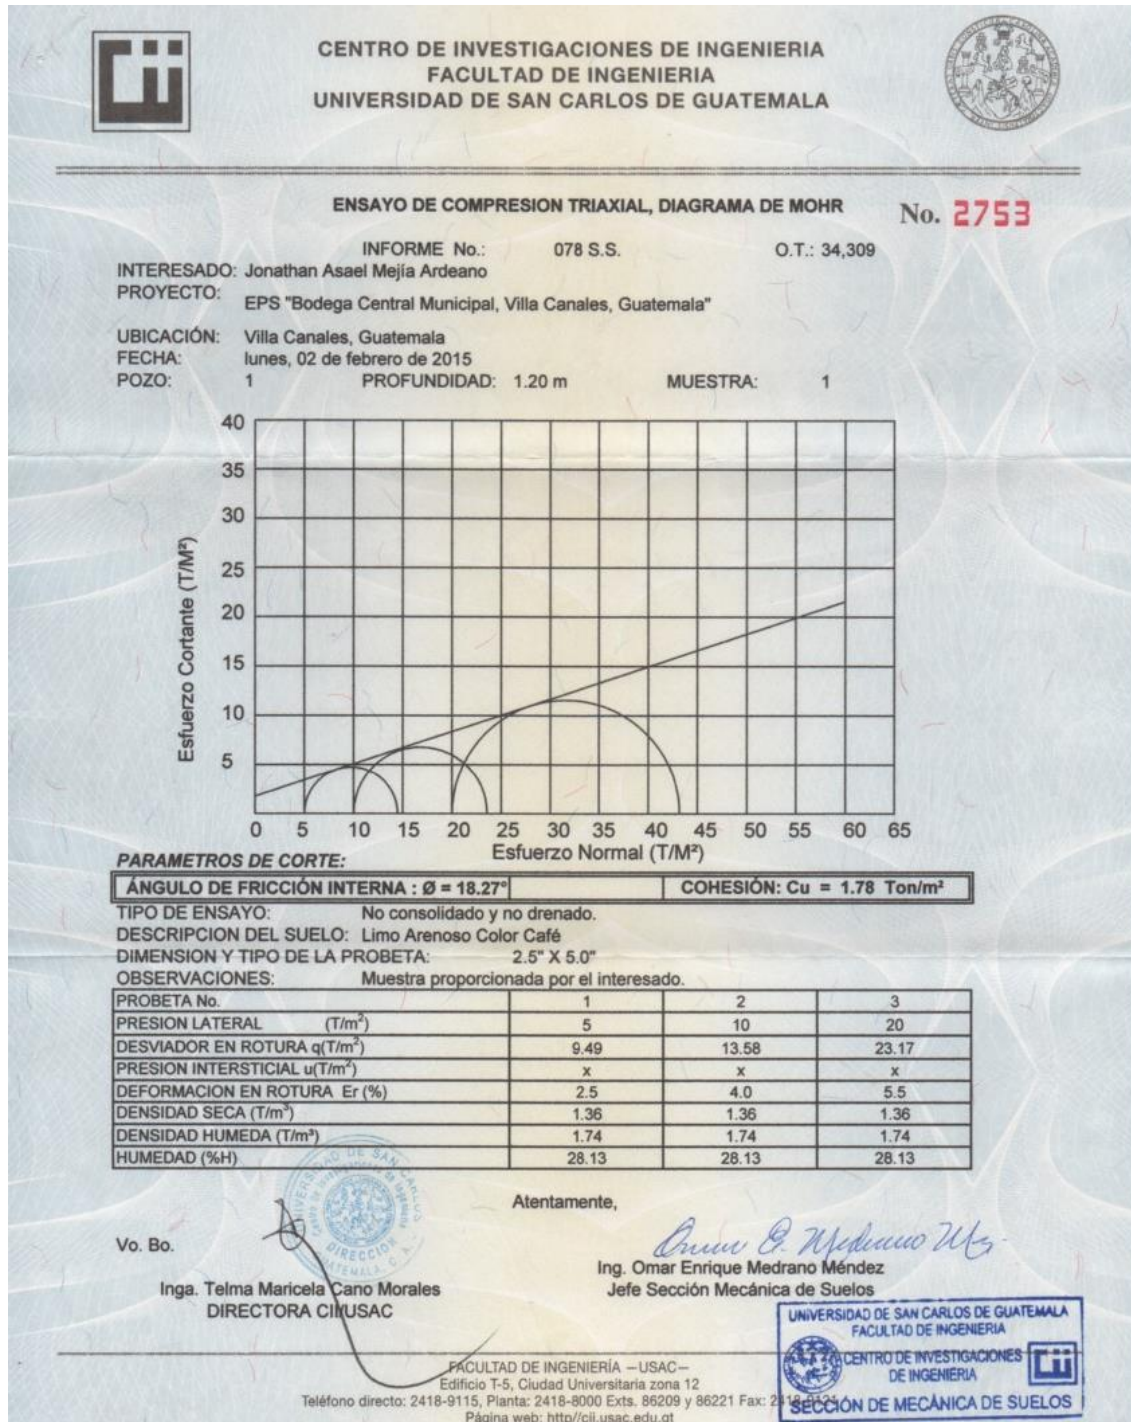 CENTRO DE INVESTIGACIONES DE INGENIERIA
FACULTAD DE INGENIERIA
UNIVERSIDAD DE SAN CARLOS DE GUATEMALA
ENSAYO DE COMPRESION TRIAXIAL, DIAGRAMA DE MOHR No. 2753
INFORME No.: 078 S.S. O.T.: 34,309
INTERESADO: Jonathan Asael Mejía Ardeano
PROYECTO: EPS "Bodega Central Municipal, Villa Canales, Guatemala"
UBICACIÓN: Villa Canales, Guatemala
FECHA: lunes, 02 de febrero de 2015
POZO: 1 PROFUNDIDAD: 1.20 m MUESTRA: 1
40
35
30
25
20
15
10
5
Esfuerzo Cortante (T/M²)
0 5 10 15 20 25 30 35 40 45 50 55 60 65
Esfuerzo Normal (T/M²)
PARAMETROS DE CORTE:
ÁNGULO DE FRICCIÓN INTERNA : Ø = 18.27° COHESIÓN: Cu = 1.78 Ton/m²
TIPO DE ENSAYO: No consolidado y no drenado.
DESCRIPCION DEL SUELO: Limo Arenoso Color Café
DIMENSION Y TIPO DE LA PROBETA: 2.5" X 5.0"
OBSERVACIONES: Muestra proporcionada por el interesado.
PROBETA No. 1 2 3
PRESION LATERAL (T/m²) 5 10 20
DESVIADOR EN ROTURA q(T/m²) 9.49 13.58 23.17
PRESION INTERSTICIAL u(T/m²) x x x
DEFORMACION EN ROTURA Er (%) 2.5 4.0 5.5
DENSIDAD SECA (T/m³) 1.36 1.36 1.36
DENSIDAD HUMEDA (T/m³) 1.74 1.74 1.74
HUMEDAD (%H) 28.13 28.13 28.13
Atentamente,
Vo. Bo.
DIRECCION
Inga. Telma Maricela Cano Morales
DIRECTORA CII/USAC
Ing. Omar Enrique Medrano Méndez
Jefe Sección Mecánica de Suelos
UNIVERSIDAD DE SAN CARLOS DE GUATEMALA
FACULTAD DE INGENIERIA
CENTRO DE INVESTIGACIONES
DE INGENIERIA
SECCIÓN DE MECÁNICA DE SUELOS
FACULTAD DE INGENIERÍA —USAC—
Edificio T-5, Ciudad Universitaria zona 12
Teléfono directo: 2418-9115, Planta: 2418-8000 Exts. 86209 y 86221 Fax:
Página web: http//cii.usac.edu.gt